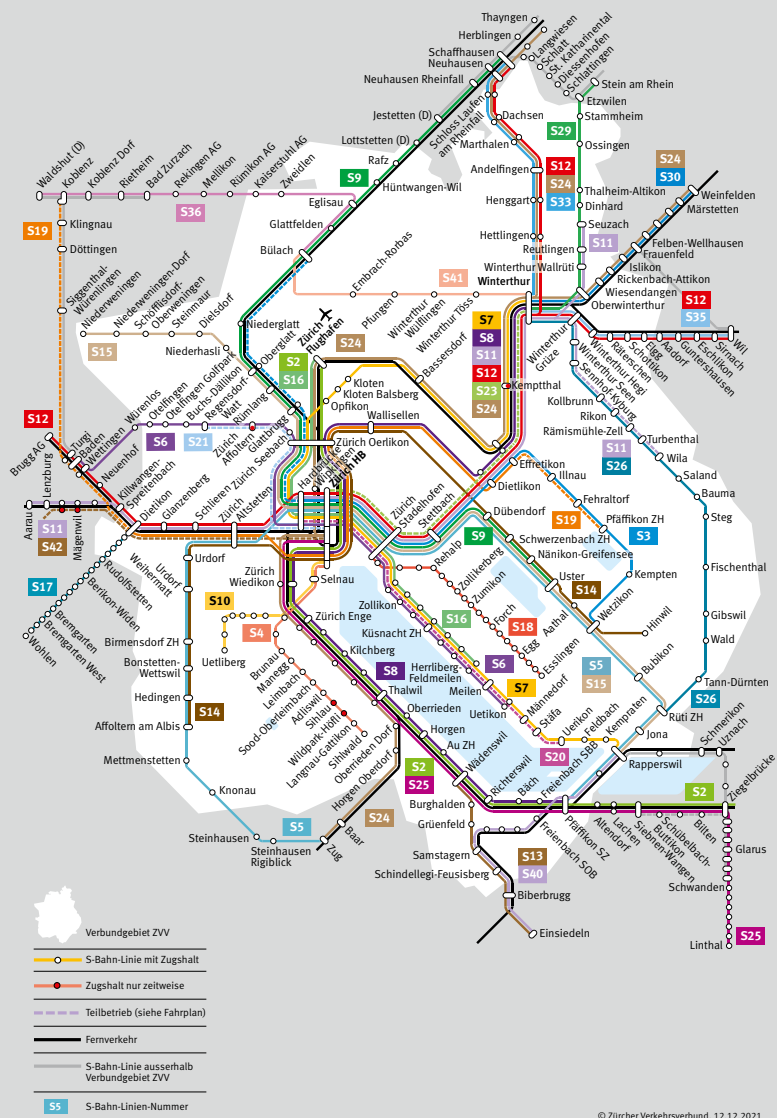 Thayngen
Herblingen
Schaffhausen
Neuhausen
Neuhausen Rheinfall
Langwiesen
Schlatt
St. Katharinental
Diessenhofen
Schlattingen
Stein am Rhein
Etzwilen
Stammheim
Ossingen
S29
Jestetten (D)
Lottstetten (D)
Schloss Laufen
am Rheinfall
Dachsen
Marthalen
Andelfingen
Henggart
Hettlingen
Reutlingen
Winterthur Wallrüti
Winterthur
S12
S24
S33
S24
S30
Thalheim-Altikon
Dinhard
Seuzach
S11
Weinfelden
Märstetten
Felben-Wellhausen
Frauenfeld
Islikon
Rickenbach-Attikon
Wiesendangen
Oberwinterthur
Rafz
Hüntwangen-Wil
S9
Eglisau
Glattfelden
Bülach
Waldshut (D)
Koblenz
Koblenz Dorf
Rietheim
Bad Zurzach
Rekingen AG
Mellikon
Rümikon AG
Kaiserstuhl AG
Zweidlen
S36
S19
Klingnau
Döttingen
Siggenthal-
Würenlingen
Niederweningen
Niederweningen-Dorf
Schöfflisdorf-
Oberweningen
Steinmaur
Dielsdorf
S15
Niederhasli
Niederglatt
Oberglatt
Embrach-Rorbas
Pfungen
Winterthur
Wülflingen
Winterthur Töss
S41
Zürich
Flughafen
S24
S2
S16
Bassersdorf
S7
S8
S11
S12
S23
S24
Kemptthal
S12
S35
Wil
Sirnach
Eschlikon
Guntershausen
Aadorf
Elgg
Schottikon
Räterschen
Winterthur Hegi
Winterthur
Grüze
Winterthur Seen
Sennhof-Kyburg
Kollbrunn
Rikon
Rämismühle-Zell
S11
S26
Turbenthal
Wila
Saland
Bauma
Steg
Fischenthal
Gibswil
Wald
Tann-Dürnten
S26
Kloten
Kloten Balsberg
Opfikon
Wallisellen
Zürich Oerlikon
Otelfingen
Otelfingen Golfpark
Buchs-Dällikon
Regensdorf-
Watt
Rümlang
Zürich
Affoltern
Glattbrugg
Zürich Seebach
S6
S21
Würenlos
S12
Brugg AG
Turgi
Baden
Wettingen
Neuenhof
Killwangen-
Spreitenbach
Dietikon
Glanzenberg
Schlieren
Zürich
Altstetten
Hardbrücke
Wipkingen
Zürich HB
Lenzburg
Aarau
Mägenwil
S11
S42
S17
Rudolfstetten
Berikon-Widen
Bremgarten
Bremgarten West
Wohlen
Urdorf
Urdorf
Weihermatt
Birmensdorf ZH
Bonstetten-
Wettswil
Hedingen
Affoltern am Albis
S14
Mettmenstetten
Knonau
Steinhausen
Steinhausen
Rigiblick
S5
Zug
Baar
S24
Horgen Oberdorf
Oberrieden Dorf
Zürich
Wiedikon
Selnau
Zürich Enge
S10
Uetliberg
S4
Brunau
Manegg
Leimbach
Sood-Oberleimbach
Adliswil
Sihlau
Wildpark-Höfli
Langnau-Gattikon
Sihlwald
Kilchberg
S8
Thalwil
Oberrieden
Horgen
Au ZH
Wädenswil
S2
S25
Richterswil
Bäch
Freienbach SBB
Freienbach SOB
Pfäffikon SZ
Burghalden
Grüenfeld
Samstagern
Schindellegi-Feusisberg
S13
S40
Biberbrugg
Einsiedeln
Zürich
Stadelhofen
Stettbach
Rehalp
Zollikerberg
Zumikon
Forch
Egg
Esslingen
S18
Zollikon
Küsnacht ZH
S16
Herrliberg-
Feldmeilen
S6
Meilen
Uetikon
S7
Männedorf
Stäfa
S20
Uerikon
Feldbach
Kempraten
Rapperswil
Effretikon
Dietlikon
Illnau
Fehraltorf
Pfäffikon ZH
S19
S3
Kempten
Dübendorf
S9
Schwerzenbach ZH
Nänikon-Greifensee
Uster
S14
Aathal
Wetzikon
Hinwil
S5
S15
Bubikon
Rüti ZH
Jona
Schmerikon
Uznach
Ziegelbrücke
S2
Altendorf
Lachen
Siebnen-Wangen
Schübelbach-
Buttikon
Bilten
Glarus
Schwanden
Linthal
S25
Verbundgebiet ZVV
S-Bahn-Linie mit Zugshalt
Zugshalt nur zeitweise
Teilbetrieb (siehe Fahrplan)
Fernverkehr
S-Bahn-Linie ausserhalb
Verbundgebiet ZVV
S5 S-Bahn-Linien-Nummer
© Zürcher Verkehrsverbund, 12.12.2021